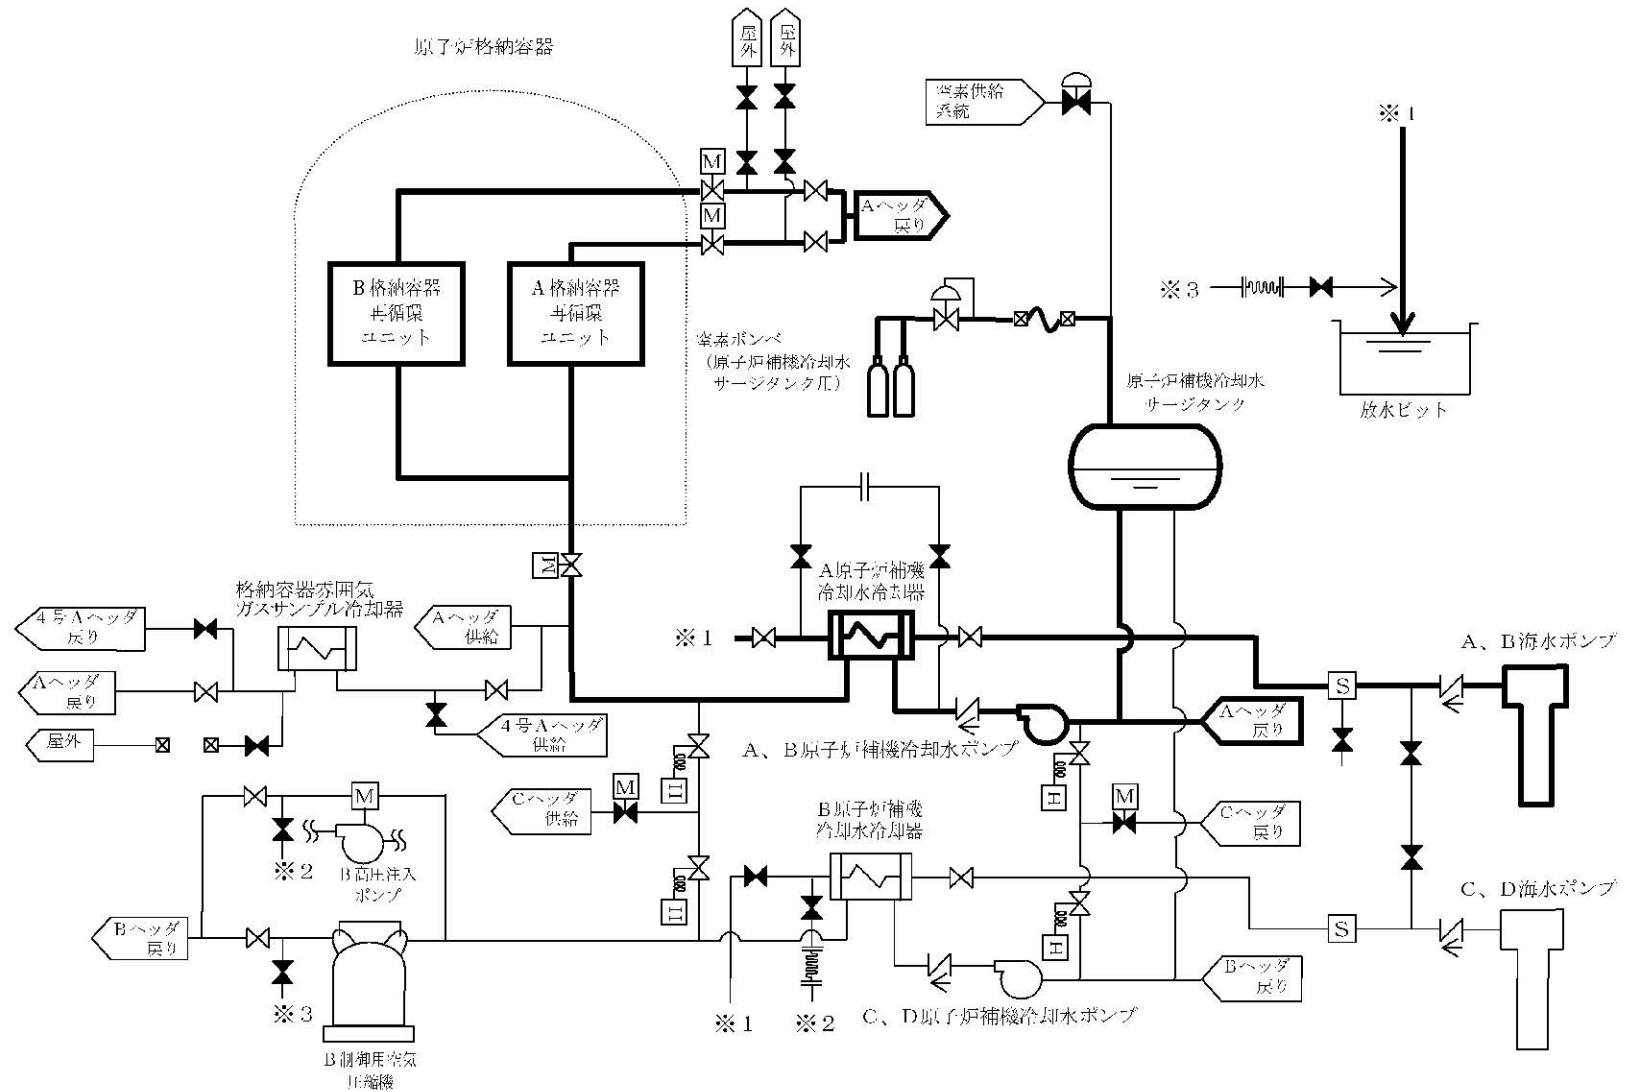 原子炉格納容器
屋外
屋外
窒素供給
系統
※1
M
M
Aヘッダ
戻り
B格納容器
再循環
ユニット
A格納容器
再循環
ユニット
※3
窒素ボンベ
(原子炉補機冷却水
サージタンク用)
原子炉補機冷却水
サージタンク
放水ピット
M
格納容器雰囲気
ガスサンプル冷却器
A原子炉補機
冷却水冷却器
4号Aヘッダ
戻り
Aヘッダ
供給
※1
A、B海水ポンプ
Aヘッダ
戻り
S
4号Aヘッダ
供給
屋外
A、B原子炉補機冷却水ポンプ
Aヘッダ
戻り
H
H
M
M
M
Cヘッダ
供給
B原子炉補機
冷却水冷却器
Cヘッダ
戻り
※2
B高圧注入
ポンプ
C、D海水ポンプ
H
H
S
Bヘッダ
戻り
Bヘッダ
戻り
※3
※1
※2
C、D原子炉補機冷却水ポンプ
B制御用空気
圧縮機